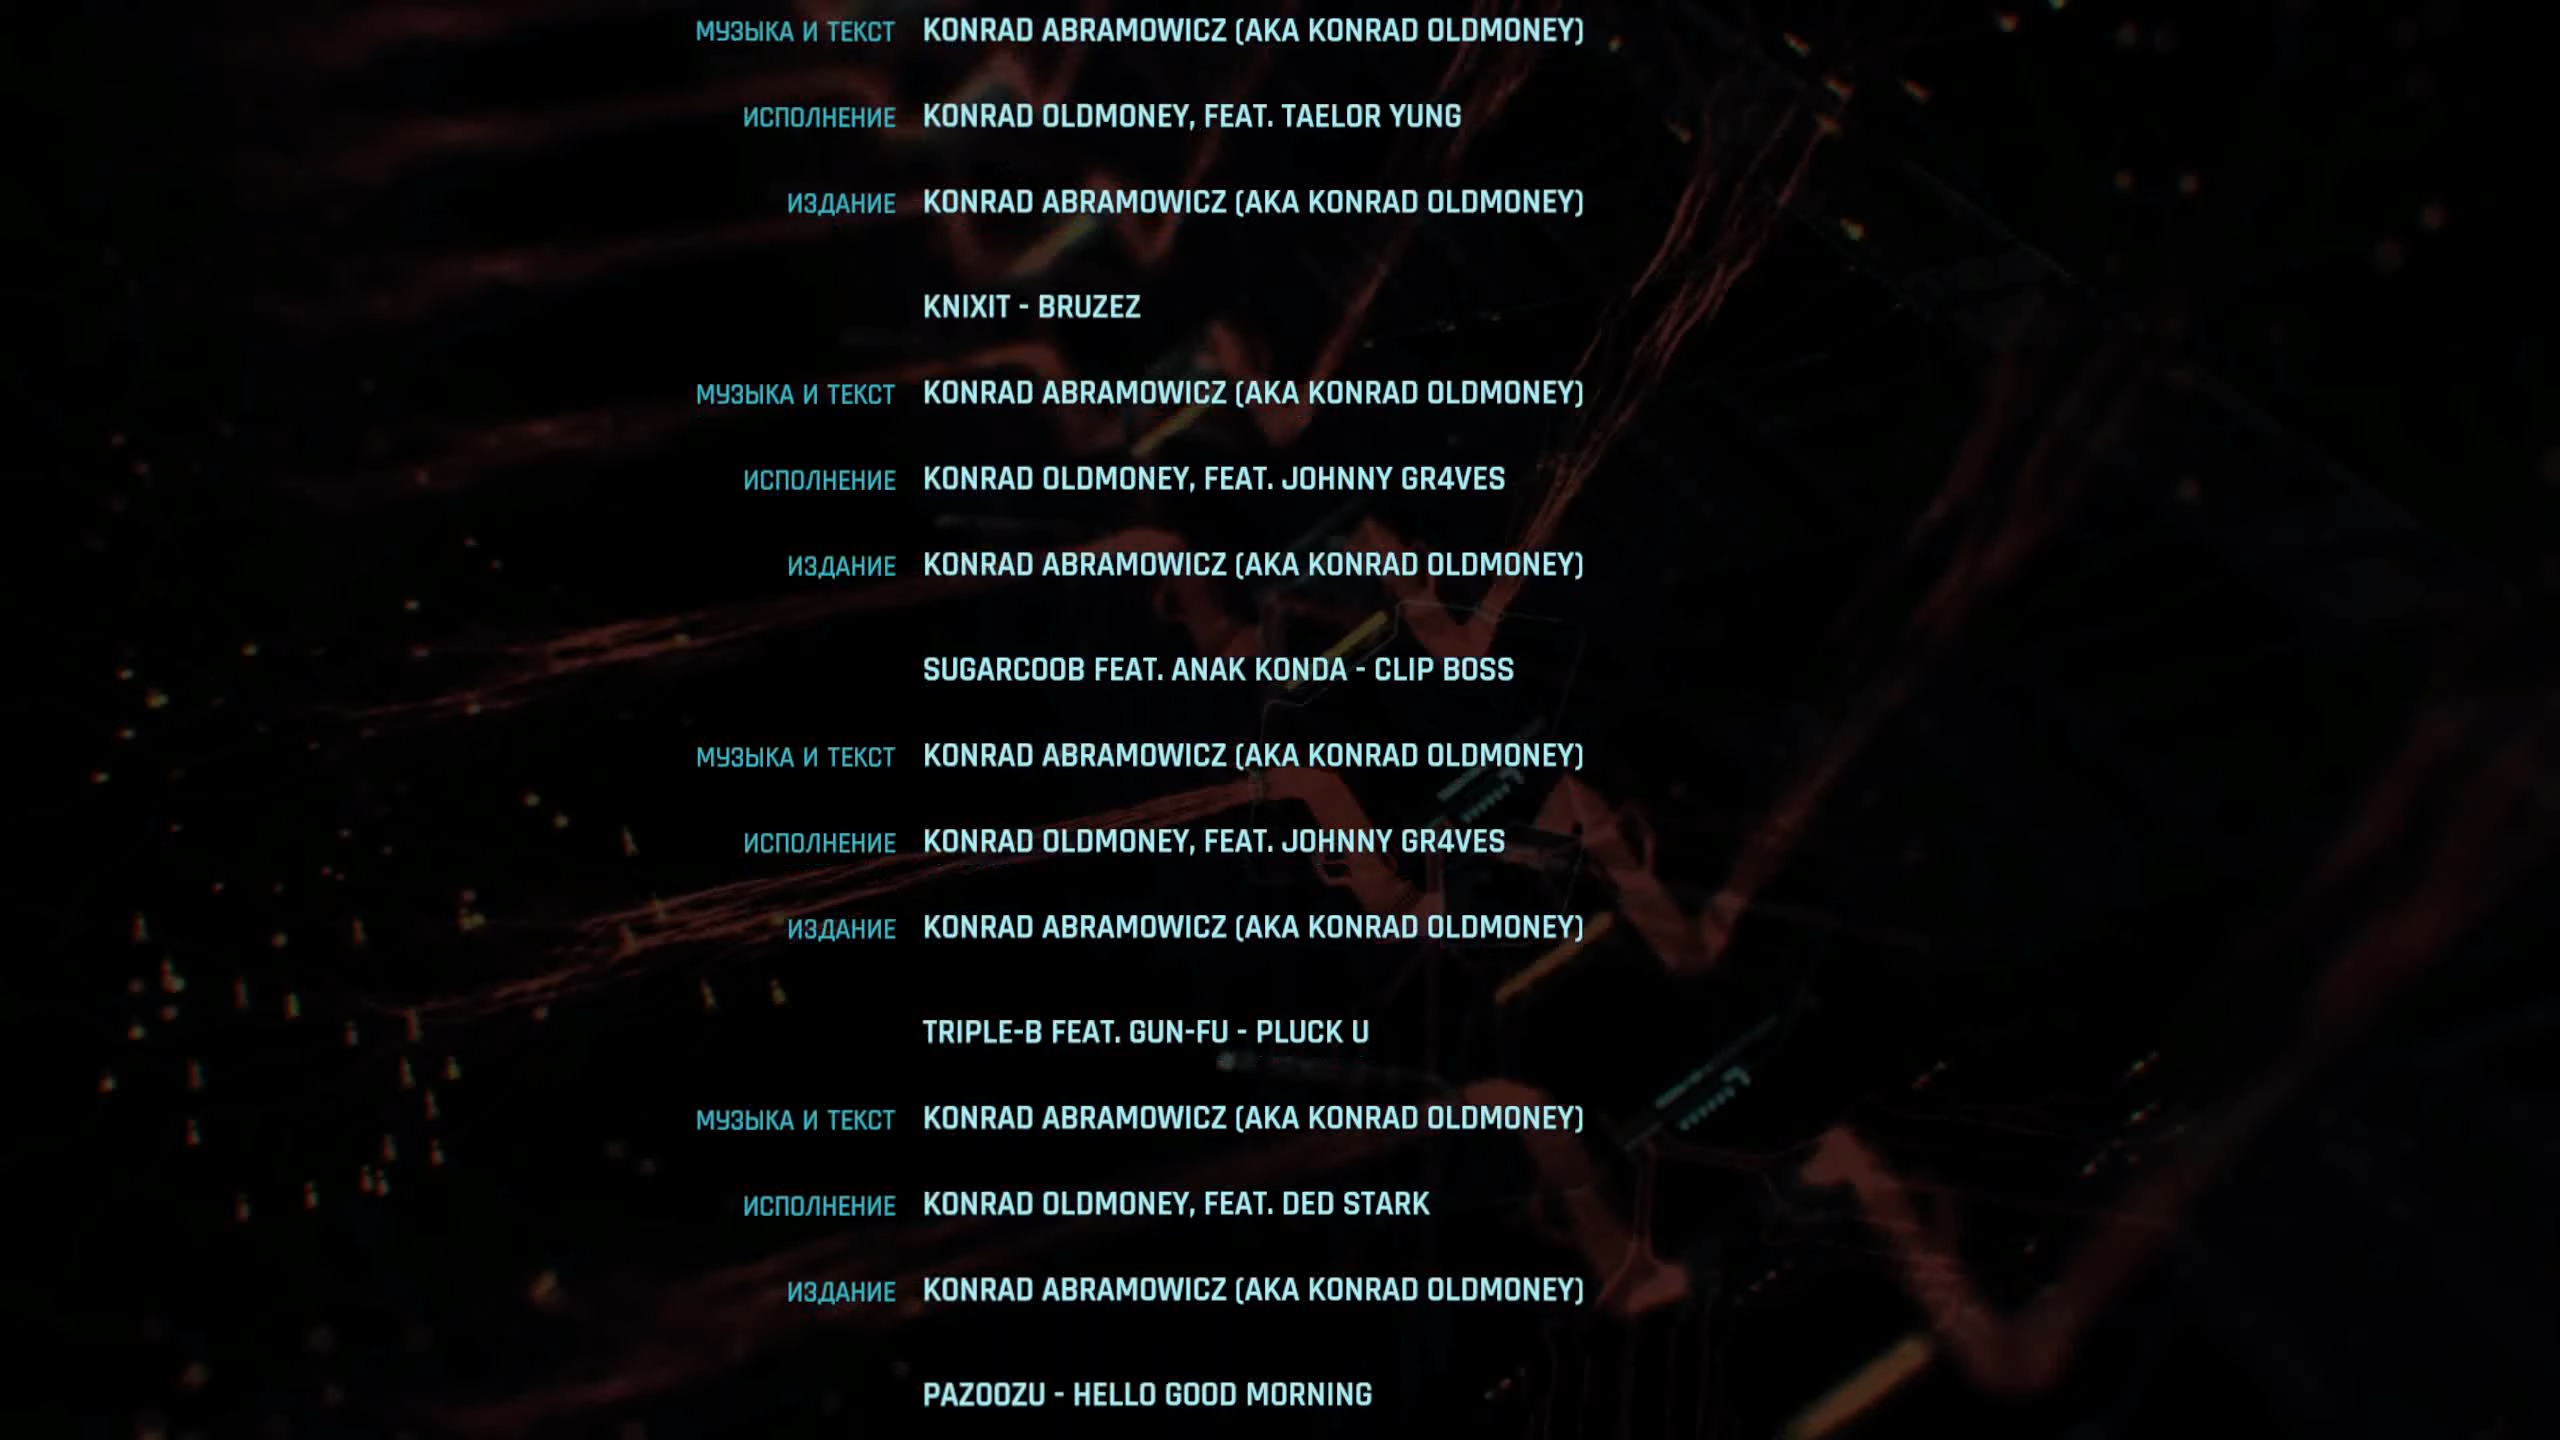 МУЗЫКА И ТЕКСТ KONRAD ABRAMOWICZ (AKA KONRAD OLDMONEY)
ИСПОЛНЕНИЕ KONRAD OLDMONEY, FEAT. TAELOR YUNG
ИЗДАНИЕ KONRAD ABRAMOWICZ (AKA KONRAD OLDMONEY)
KNIXIT - BRUZEZ
МУЗЫКА И ТЕКСТ KONRAD ABRAMOWICZ (AKA KONRAD OLDMONEY)
ИСПОЛНЕНИЕ KONRAD OLDMONEY, FEAT. JOHNNY GR4VES
ИЗДАНИЕ KONRAD ABRAMOWICZ (AKA KONRAD OLDMONEY)
SUGARCOOB FEAT. ANAK KONDA - CLIP BOSS
МУЗЫКА И ТЕКСТ KONRAD ABRAMOWICZ (AKA KONRAD OLDMONEY)
ИСПОЛНЕНИЕ KONRAD OLDMONEY, FEAT. JOHNNY GR4VES
ИЗДАНИЕ KONRAD ABRAMOWICZ (AKA KONRAD OLDMONEY)
TRIPLE-B FEAT. GUN-FU - PLUCK U
МУЗЫКА И ТЕКСТ KONRAD ABRAMOWICZ (AKA KONRAD OLDMONEY)
ИСПОЛНЕНИЕ KONRAD OLDMONEY, FEAT. DED STARK
ИЗДАНИЕ KONRAD ABRAMOWICZ (AKA KONRAD OLDMONEY)
PAZOOZU - HELLO GOOD MORNING